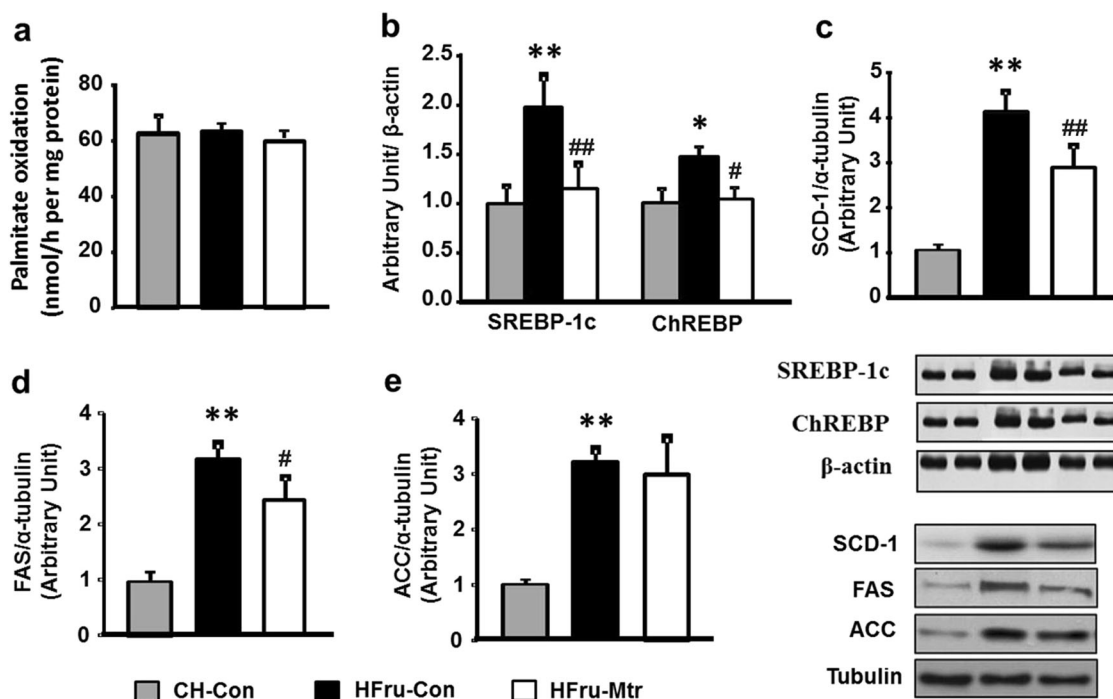 a
Palmitate oxidation
(nmol/h per mg protein)
80
60
40
20
0
b
Arbitrary Unit/ β-actin
2.5
2.0
1.5
1.0
0.5
0.0
**
##
*
#
SREBP-1c
ChREBP
c
SCD-1/α-tubulin
(Arbitrary Unit)
5
4
3
2
1
0
**
##
d
FAS/α-tubulin
(Arbitrary Unit)
4
3
2
1
0
**
#
e
ACC/α-tubulin
(Arbitrary Unit)
4
3
2
1
0
**
SREBP-1c
ChREBP
β-actin
SCD-1
FAS
ACC
Tubulin
CH-Con
HFru-Con
HFru-Mtr